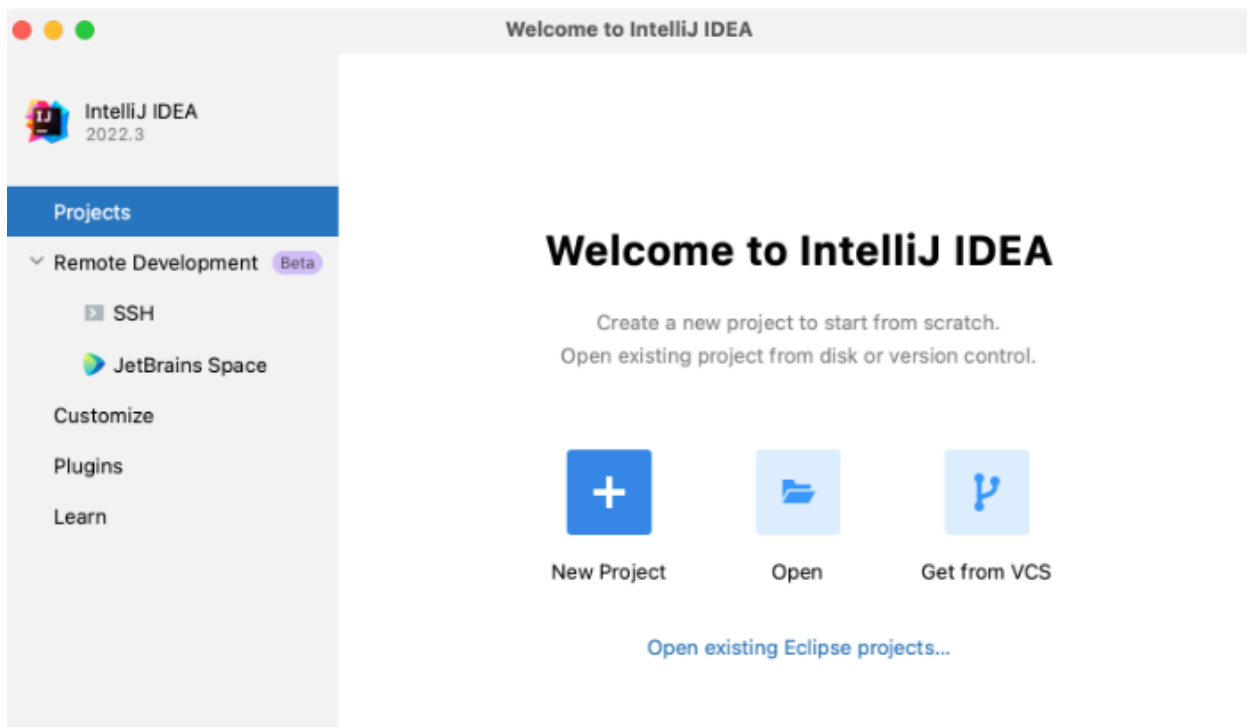 Welcome to IntelliJ IDEA
IJ
IntelliJ IDEA
2022.3
Projects
Remote Development Beta
SSH
JetBrains Space
Customize
Plugins
Learn
Welcome to IntelliJ IDEA
Create a new project to start from scratch.
Open existing project from disk or version control.
New Project
Open
Get from VCS
Open existing Eclipse projects...